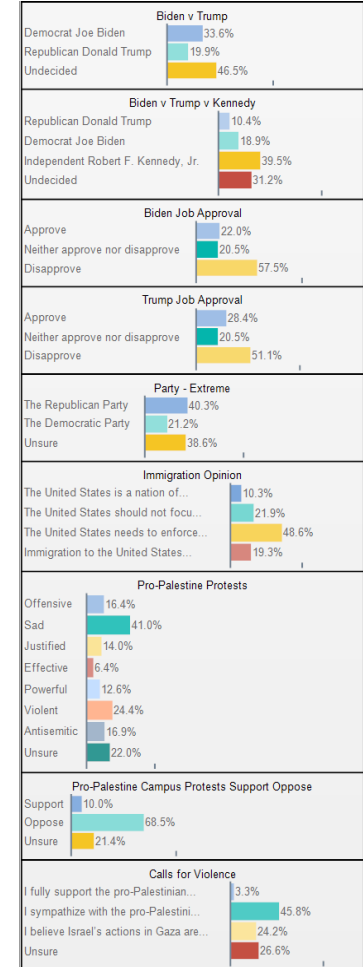 Biden v Trump
Democrat Joe Biden 33.6%
Republican Donald Trump 19.9%
Undecided 46.5%
Biden v Trump v Kennedy
Republican Donald Trump 10.4%
Democrat Joe Biden 18.9%
Independent Robert F. Kennedy, Jr. 39.5%
Undecided 31.2%
Biden Job Approval
Approve 22.0%
Neither approve nor disapprove 20.5%
Disapprove 57.5%
Trump Job Approval
Approve 28.4%
Neither approve nor disapprove 20.5%
Disapprove 51.1%
Party - Extreme
The Republican Party 40.3%
The Democratic Party 21.2%
Unsure 38.6%
Immigration Opinion
The United States is a nation of... 10.3%
The United States should not focu... 21.9%
The United States needs to enforce... 48.6%
Immigration to the United States... 19.3%
Pro-Palestine Protests
Offensive 16.4%
Sad 41.0%
Justified 14.0%
Effective 6.4%
Powerful 12.6%
Violent 24.4%
Antisemitic 16.9%
Unsure 22.0%
Pro-Palestine Campus Protests Support Oppose
Support 10.0%
Oppose 68.5%
Unsure 21.4%
Calls for Violence
I fully support the pro-Palestinian... 3.3%
I sympathize with the pro-Palestini... 45.8%
I believe Israel's actions in Gaza are... 24.2%
Unsure 26.6%